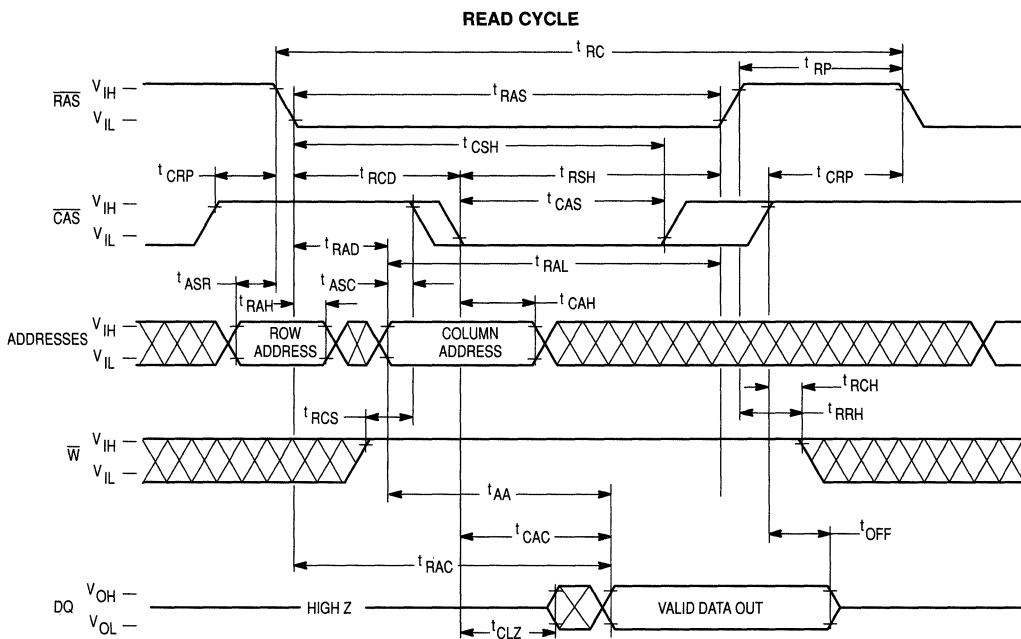 READ CYCLE
t RC
t RP
RAS
V IH
V IL
t RAS
t CSH
t CRP
t RCD
t RSH
t CRP
CAS
V IH
V IL
t CAS
t RAD
t RAL
t ASR
t RAH
t ASC
t CAH
ADDRESSES
V IH
V IL
ROW
ADDRESS
COLUMN
ADDRESS
t RCH
t RRH
t RCS
W
V IH
V IL
t AA
t CAC
t OFF
t RAC
DQ
V OH
V OL
HIGH Z
VALID DATA OUT
t CLZ